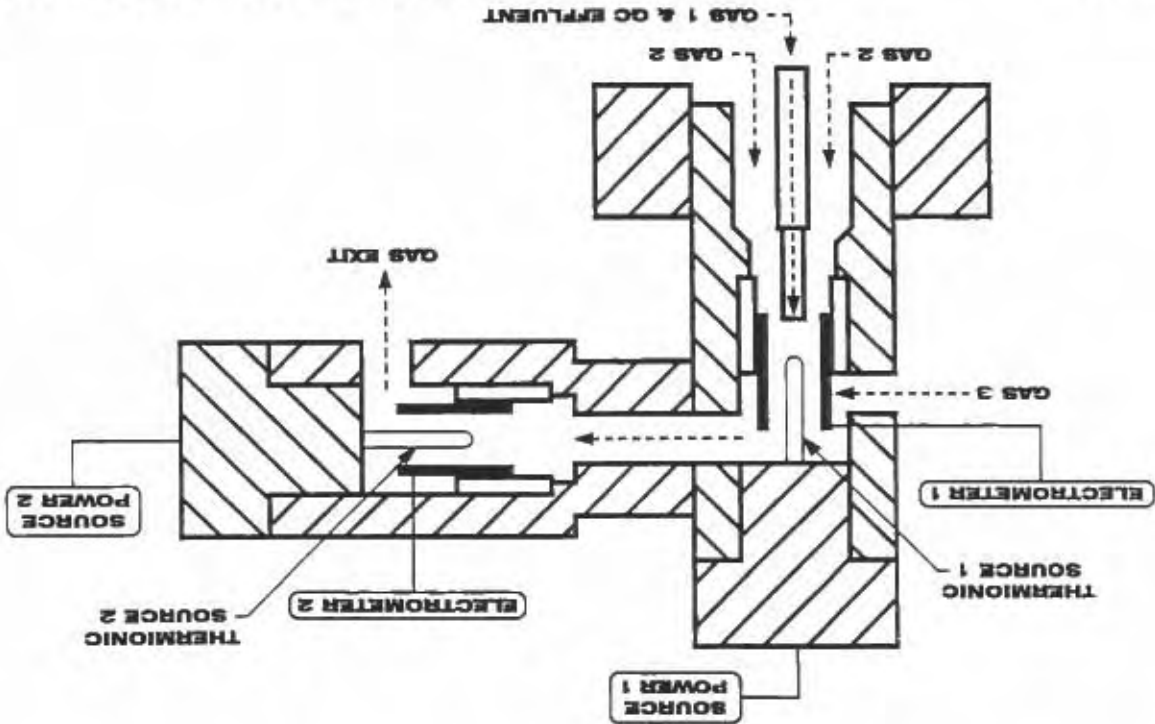 SOURCE
POWER 1
THERMIONIC
SOURCE 1
ELECTROMETER 2
THERMIONIC
SOURCE 2
ELECTROMETER 1
SOURCE
POWER 2
GAS 3
GAS EXIT
GAS 2
GAS 2
GAS 1 & GC EFFLUENT